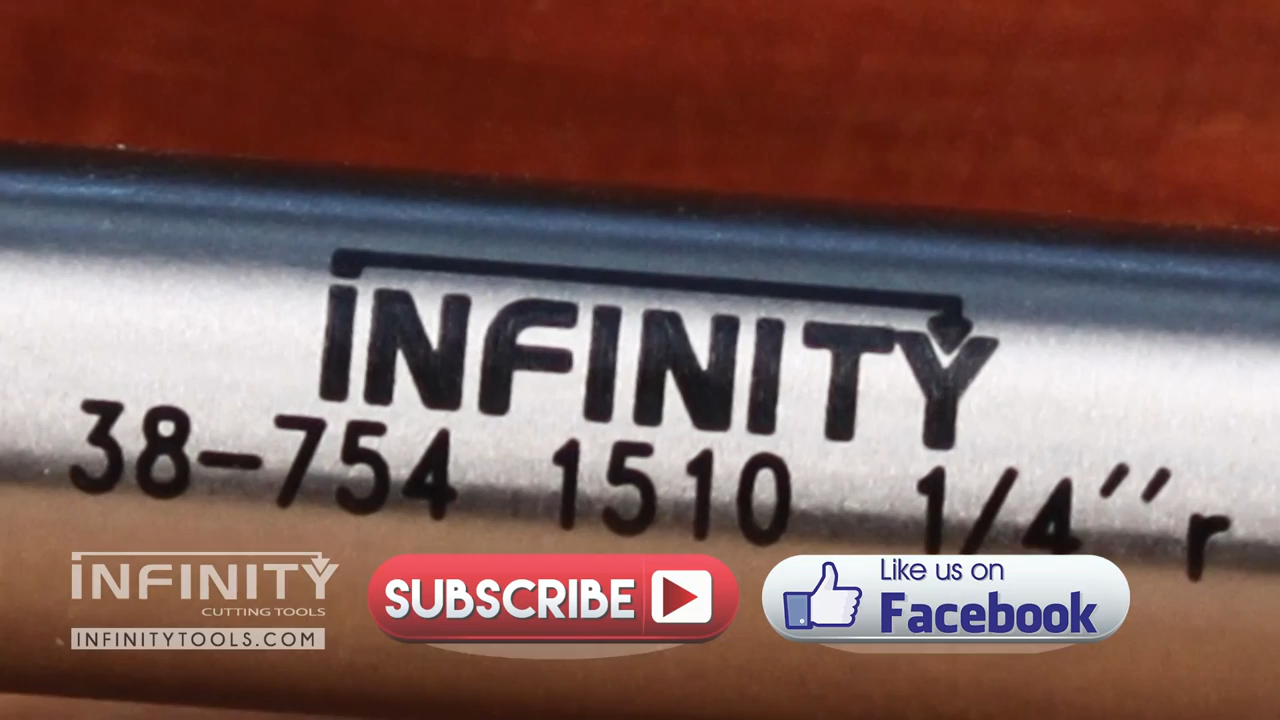 INFINITY
38-754 1510 1/4’’ r
INFINITY
CUTTING TOOLS
INFINITYTOOLS.COM
SUBSCRIBE
Like us on
Facebook